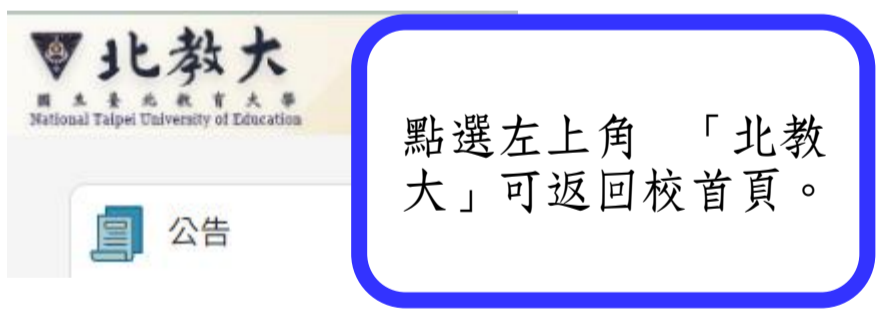 北教大
國立臺北教育大學
National Taipei University of Education
公告
點選左上角　「北教
大」可返回校首頁。